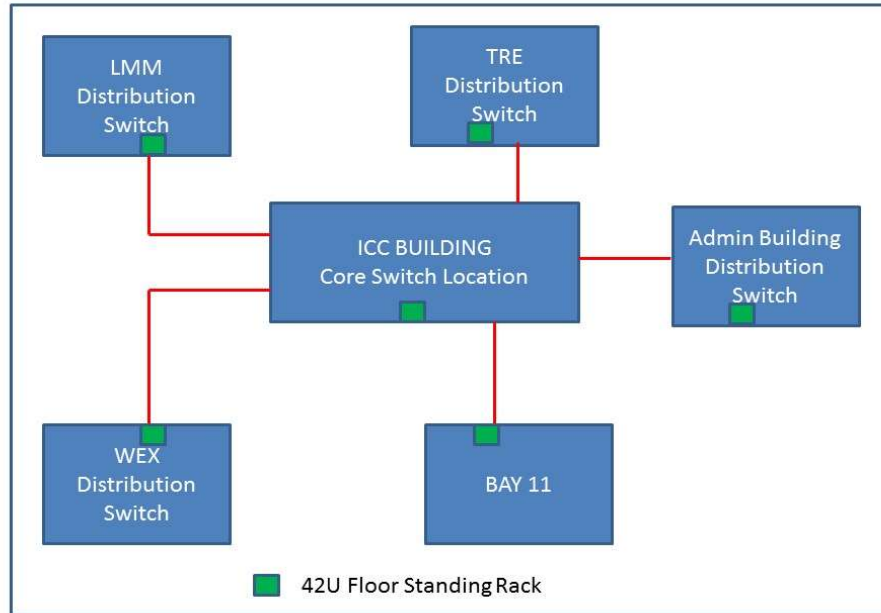 LMM
Distribution
Switch
TRE
Distribution
Switch
ICC BUILDING
Core Switch Location
Admin Building
Distribution
Switch
WEX
Distribution
Switch
BAY 11
42U Floor Standing Rack